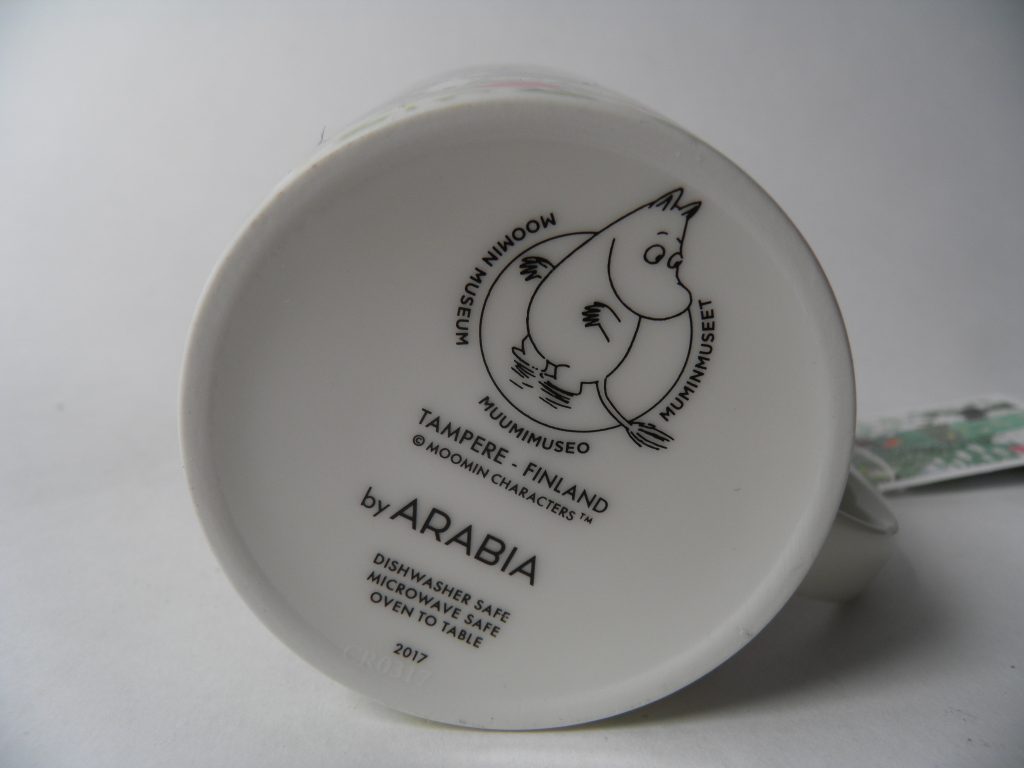 MOOMIN MUSEUM
MUMINMUSEET
MUUMIMUSEO
TAMPERE - FINLAND
© MOOMIN CHARACTERS ™
by ARABIA
DISHWASHER SAFE
MICROWAVE SAFE
OVEN TO TABLE
2017